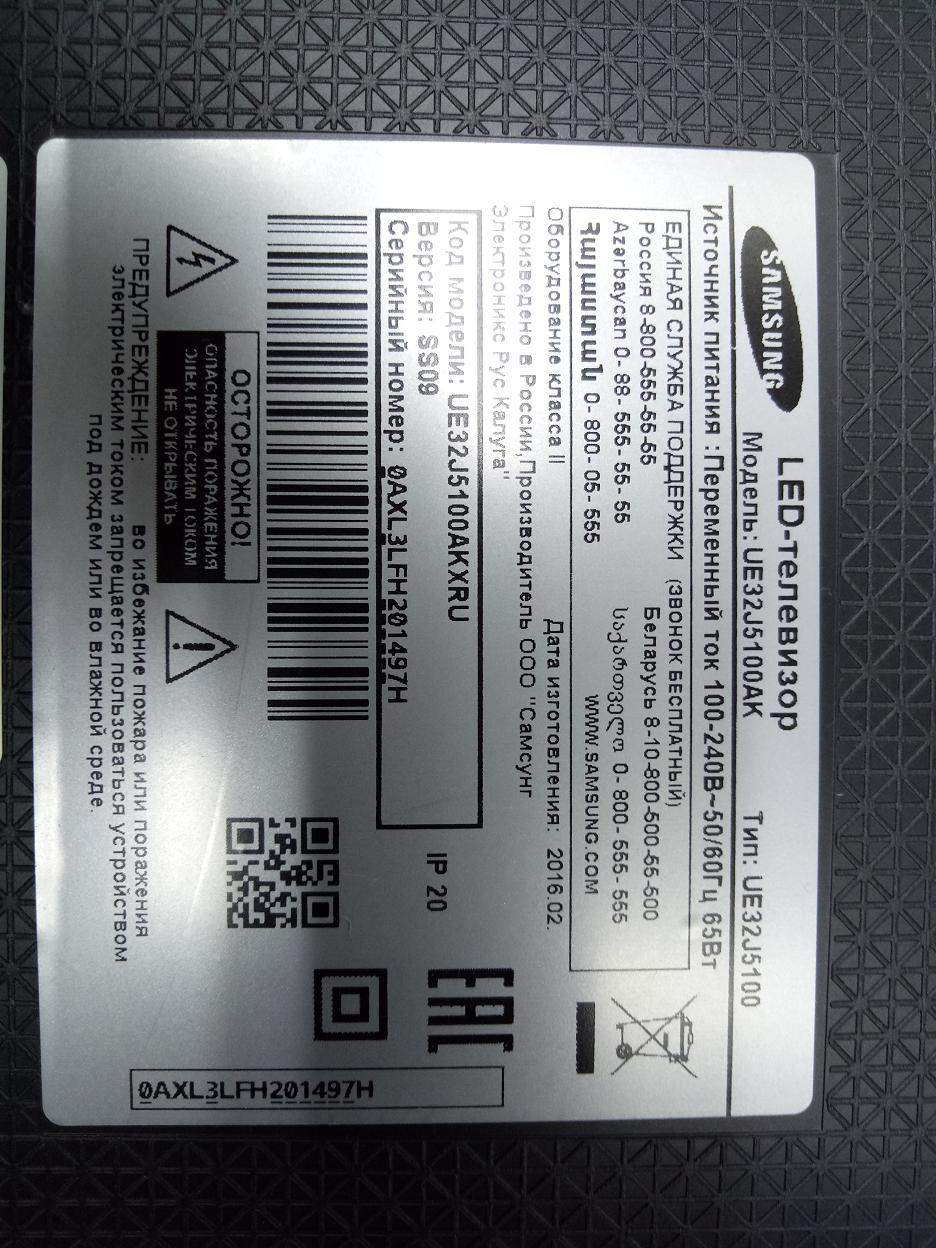 SAMSUNG
LED-телевизор
Модель: UE32J5100AK Тип: UE32J5100
Источник питания :Переменный ток 100-240В~50/60Гц 65Вт
ЕДИНАЯ СЛУЖБА ПОДДЕРЖКИ (ЗВОНОК БЕСПЛАТНЫЙ)
Россия 8-800-555-55-55 Беларусь 8-10-800-500-55-500
Azərbaycan 0- 88- 555- 55- 55 საქართველო 0- 800- 555- 555
Հայաստան 0- 800- 05- 555 WWW.SAMSUNG.COM
Оборудование класса II Дата изготовления: 2016.02.
Произведено в России,Производитель ООО "Самсунг
Электроникс Рус Калуга"
Код модели: UE32J5100AKXRU
Версия: SS09
Серийный номер: 0AXL3LFH201497H
IP 20
EAC
ОСТОРОЖНО!
ОПАСНОСТЬ ПОРАЖЕНИЯ
ЭЛЕКТРИЧЕСКИМ ТОКОМ
НЕ ОТКРЫВАТЬ
ПРЕДУПРЕЖДЕНИЕ: во избежание пожара или поражения
электрическим током запрещается пользоваться устройством
под дождем или во влажной среде.
0AXL3LFH201497H